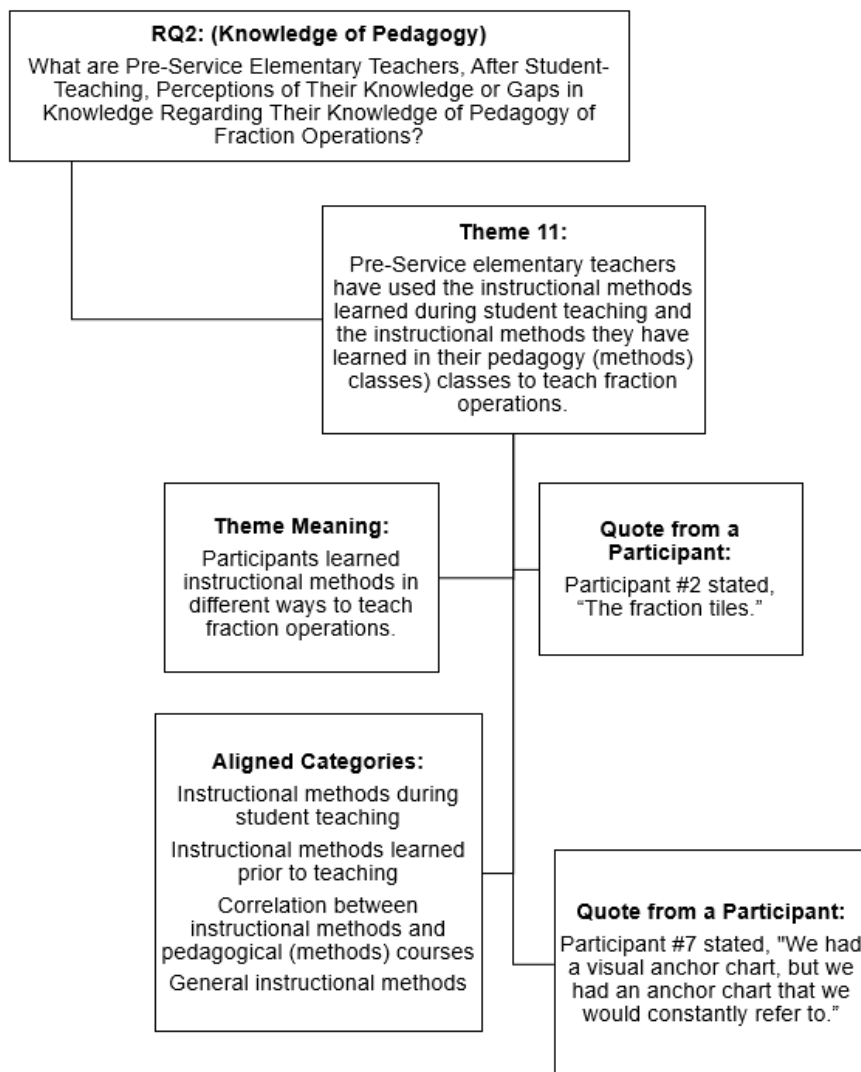 RQ2: (Knowledge of Pedagogy)
What are Pre-Service Elementary Teachers, After Student-
Teaching, Perceptions of Their Knowledge or Gaps in
Knowledge Regarding Their Knowledge of Pedagogy of
Fraction Operations?
Theme 11:
Pre-Service elementary teachers
have used the instructional methods
learned during student teaching and
the instructional methods they have
learned in their pedagogy (methods)
classes) classes to teach fraction
operations.
Theme Meaning:
Participants learned
instructional methods in
different ways to teach
fraction operations.
Quote from a
Participant:
Participant #2 stated,
“The fraction tiles.”
Aligned Categories:
Instructional methods during
student teaching
Instructional methods learned
prior to teaching
Correlation between
instructional methods and
pedagogical (methods) courses
General instructional methods
Quote from a Participant:
Participant #7 stated, "We had
a visual anchor chart, but we
had an anchor chart that we
would constantly refer to.”